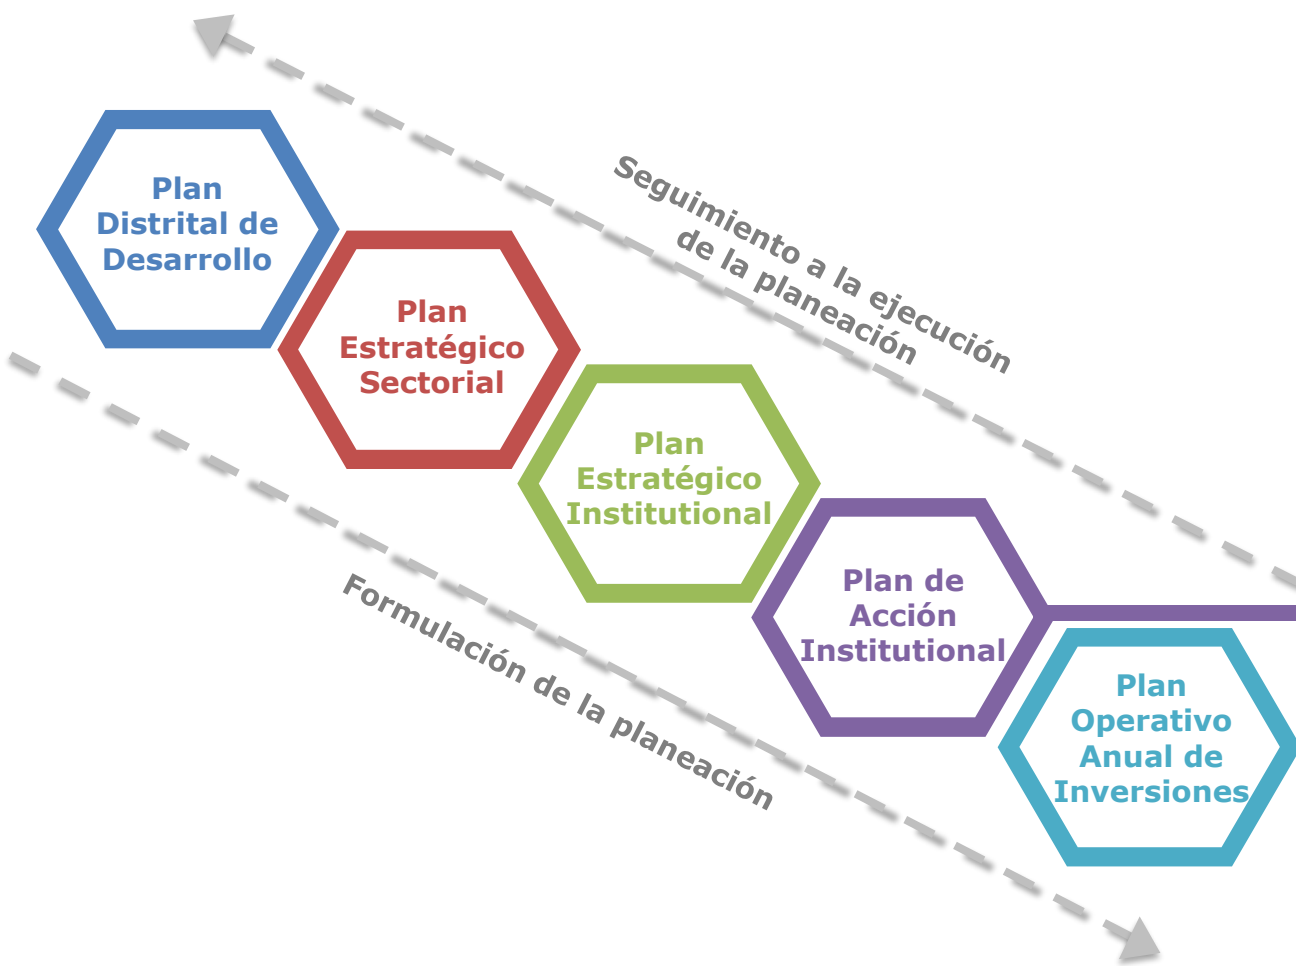 Plan
Distrital de
Desarrollo
Seguimiento a la ejecución
de la planeación
Plan
Estratégico
Sectorial
Plan
Estratégico
Institutional
Plan de
Acción
Institutional
Formulación de la planeación
Plan
Operativo
Anual de
Inversiones